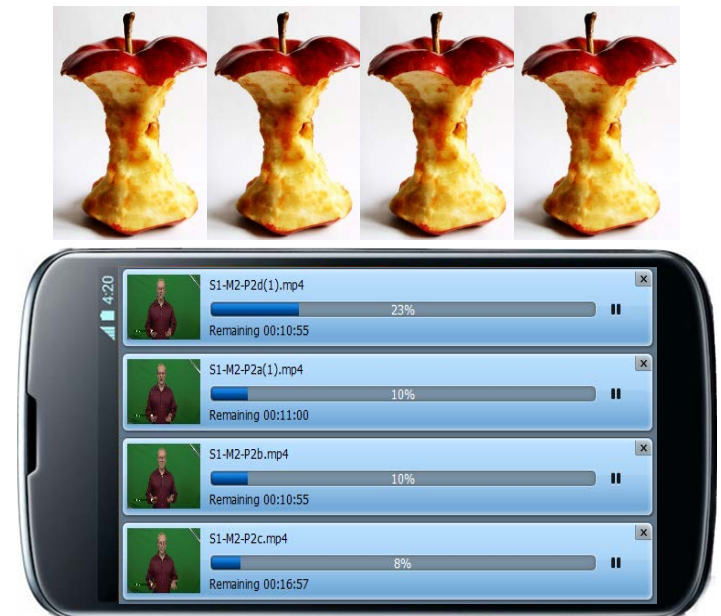 4:20
S1-M2-P2d(1).mp4
23%
Remaining 00:10:55
S1-M2-P2a(1).mp4
10%
Remaining 00:11:00
S1-M2-P2b.mp4
10%
Remaining 00:10:55
S1-M2-P2c.mp4
8%
Remaining 00:16:57